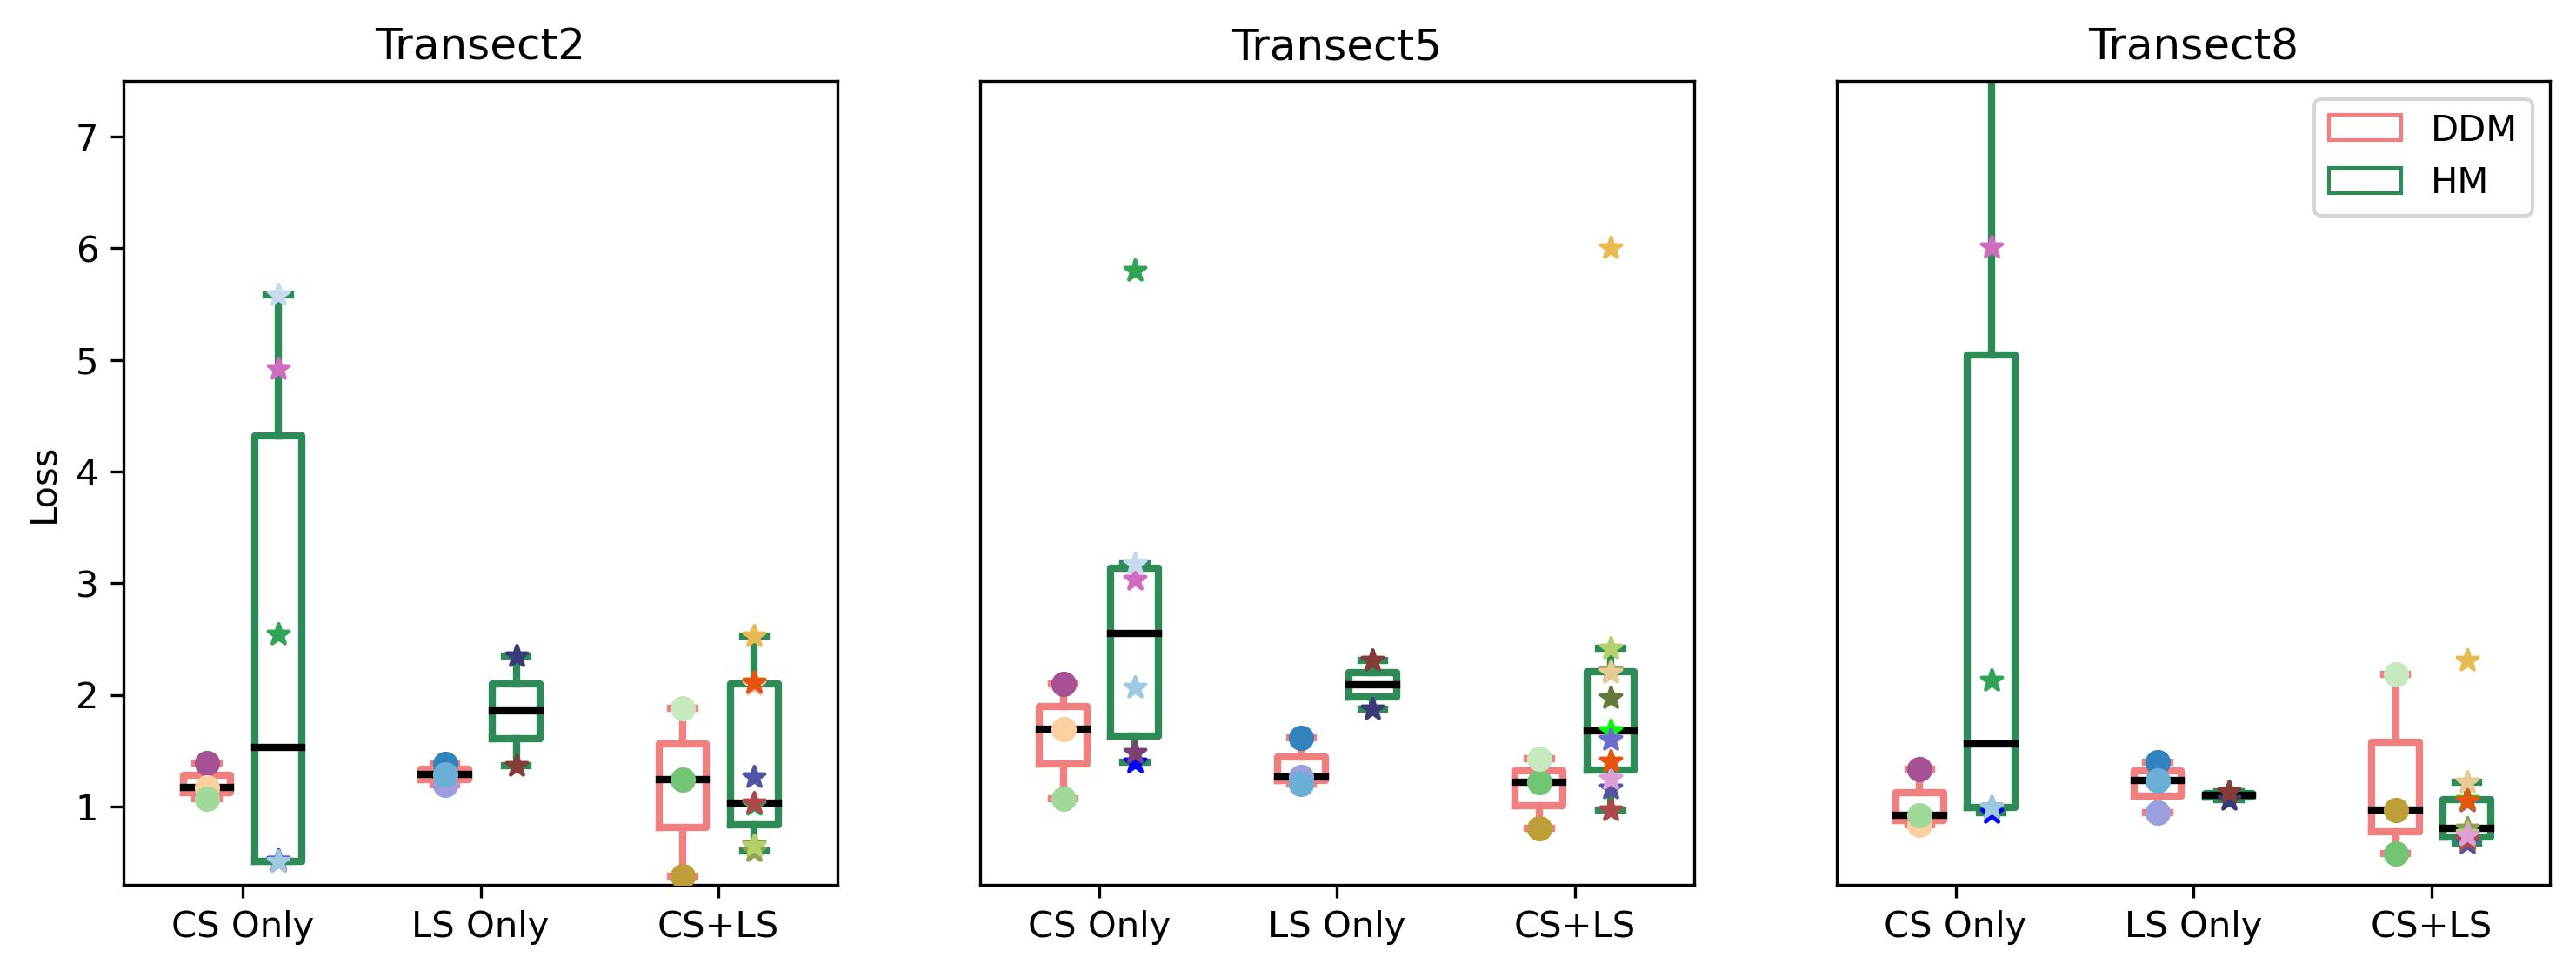 Transect2
Transect5
Transect8
7
6
5
4
3
2
1
Loss
DDM
HM
CS Only
LS Only
CS+LS
CS Only
LS Only
CS+LS
CS Only
LS Only
CS+LS